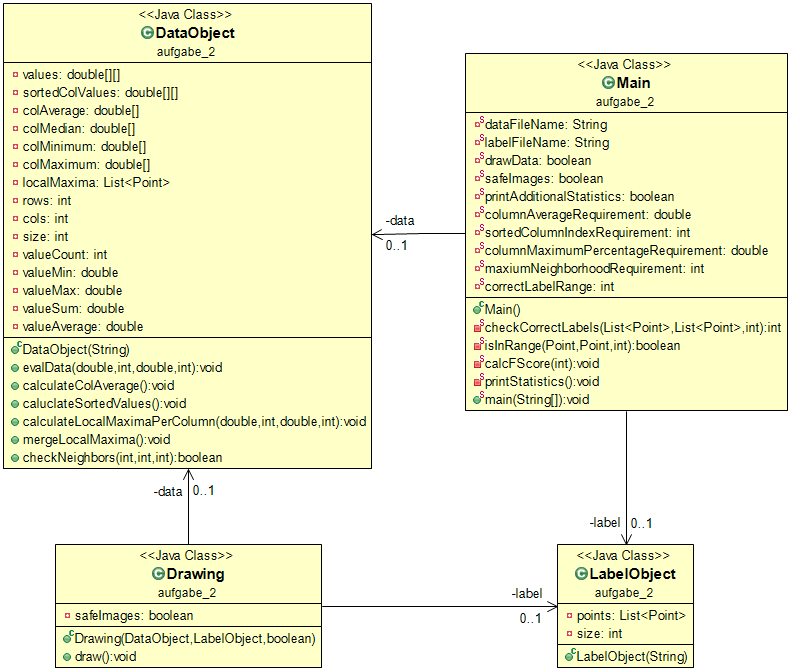 <<Java Class>>
DataObject
aufgabe_2
values: double[][]
sortedColValues: double[][]
colAverage: double[]
colMedian: double[]
colMinimum: double[]
colMaximum: double[]
localMaxima: List<Point>
rows: int
cols: int
size: int
valueCount: int
valueMin: double
valueMax: double
valueSum: double
valueAverage: double
DataObject(String)
evalData(double,int,double,int):void
calculateColAverage():void
caluclateSortedValues():void
calculateLocalMaximaPerColumn(double,int,double,int):void
mergeLocalMaxima():void
checkNeighbors(int,int,int):boolean
-data
0..1
<<Java Class>>
Main
aufgabe_2
dataFileName: String
labelFileName: String
drawData: boolean
safeImages: boolean
printAdditionalStatistics: boolean
columnAverageRequirement: double
sortedColumnIndexRequirement: int
columnMaximumPercentageRequirement: double
maxiumNeighborhoodRequirement: int
correctLabelRange: int
Main()
checkCorrectLabels(List<Point>,List<Point>,int):int
isInRange(Point,Point,int):boolean
calcFScore(int):void
printStatistics():void
main(String[]):void
-data 0..1
-label 0..1
<<Java Class>>
Drawing
aufgabe_2
safeImages: boolean
Drawing(DataObject,LabelObject,boolean)
draw():void
-label
0..1
<<Java Class>>
LabelObject
aufgabe_2
points: List<Point>
size: int
LabelObject(String)